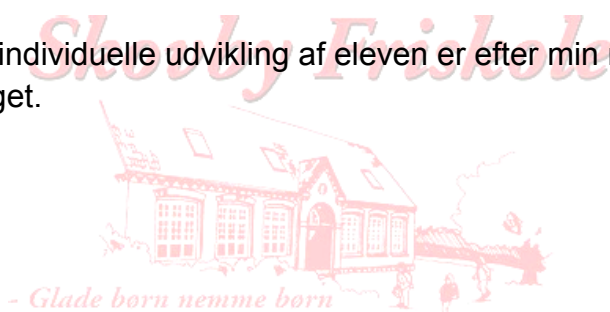 Skovby Friskole
individuelle udvikling af eleven er efter min
get.
- Glade børn nemme børn